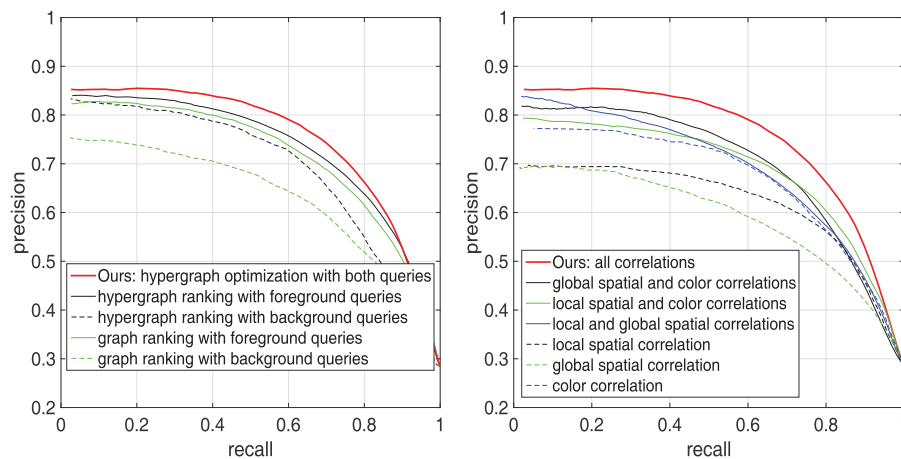 1
0.9
0.8
0.7
0.6
0.5
0.4
0.3
0.2
precision
Ours: hypergraph optimization with both queries
hypergraph ranking with foreground queries
hypergraph ranking with background queries
graph ranking with foreground queries
graph ranking with background queries
0 0.2 0.4 0.6 0.8 1
recall
1
0.9
0.8
0.7
0.6
0.5
0.4
0.3
0.2
precision
Ours: all correlations
global spatial and color correlations
local spatial and color correlations
local and global spatial correlations
local spatial correlation
global spatial correlation
color correlation
0 0.2 0.4 0.6 0.8
recall